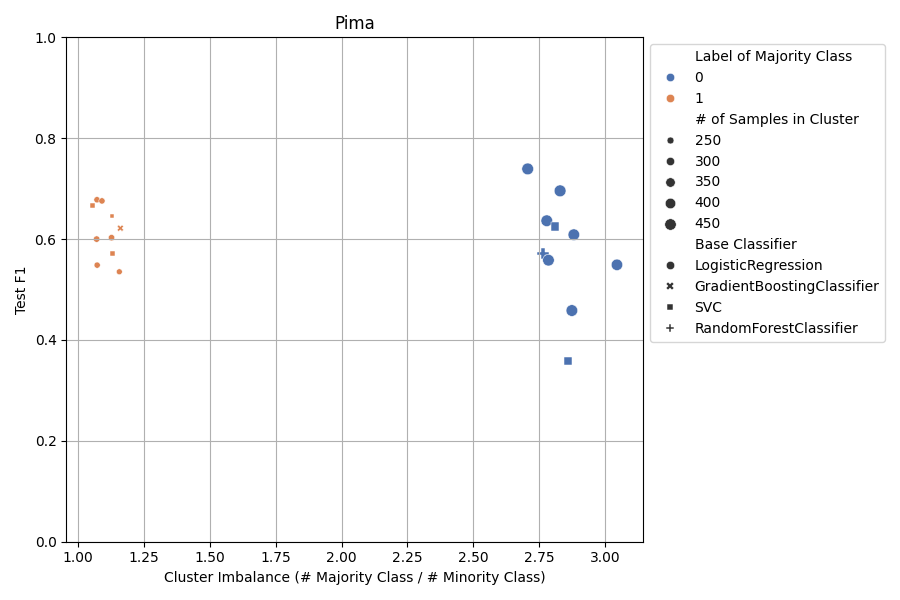 Pima
Test F1
1.0
0.8
0.6
0.4
0.2
0.0
1.00 1.25 1.50 1.75 2.00 2.25 2.50 2.75 3.00
Cluster Imbalance (# Majority Class / # Minority Class)
Label of Majority Class
0
1
# of Samples in Cluster
250
300
350
400
450
Base Classifier
LogisticRegression
GradientBoostingClassifier
SVC
RandomForestClassifier